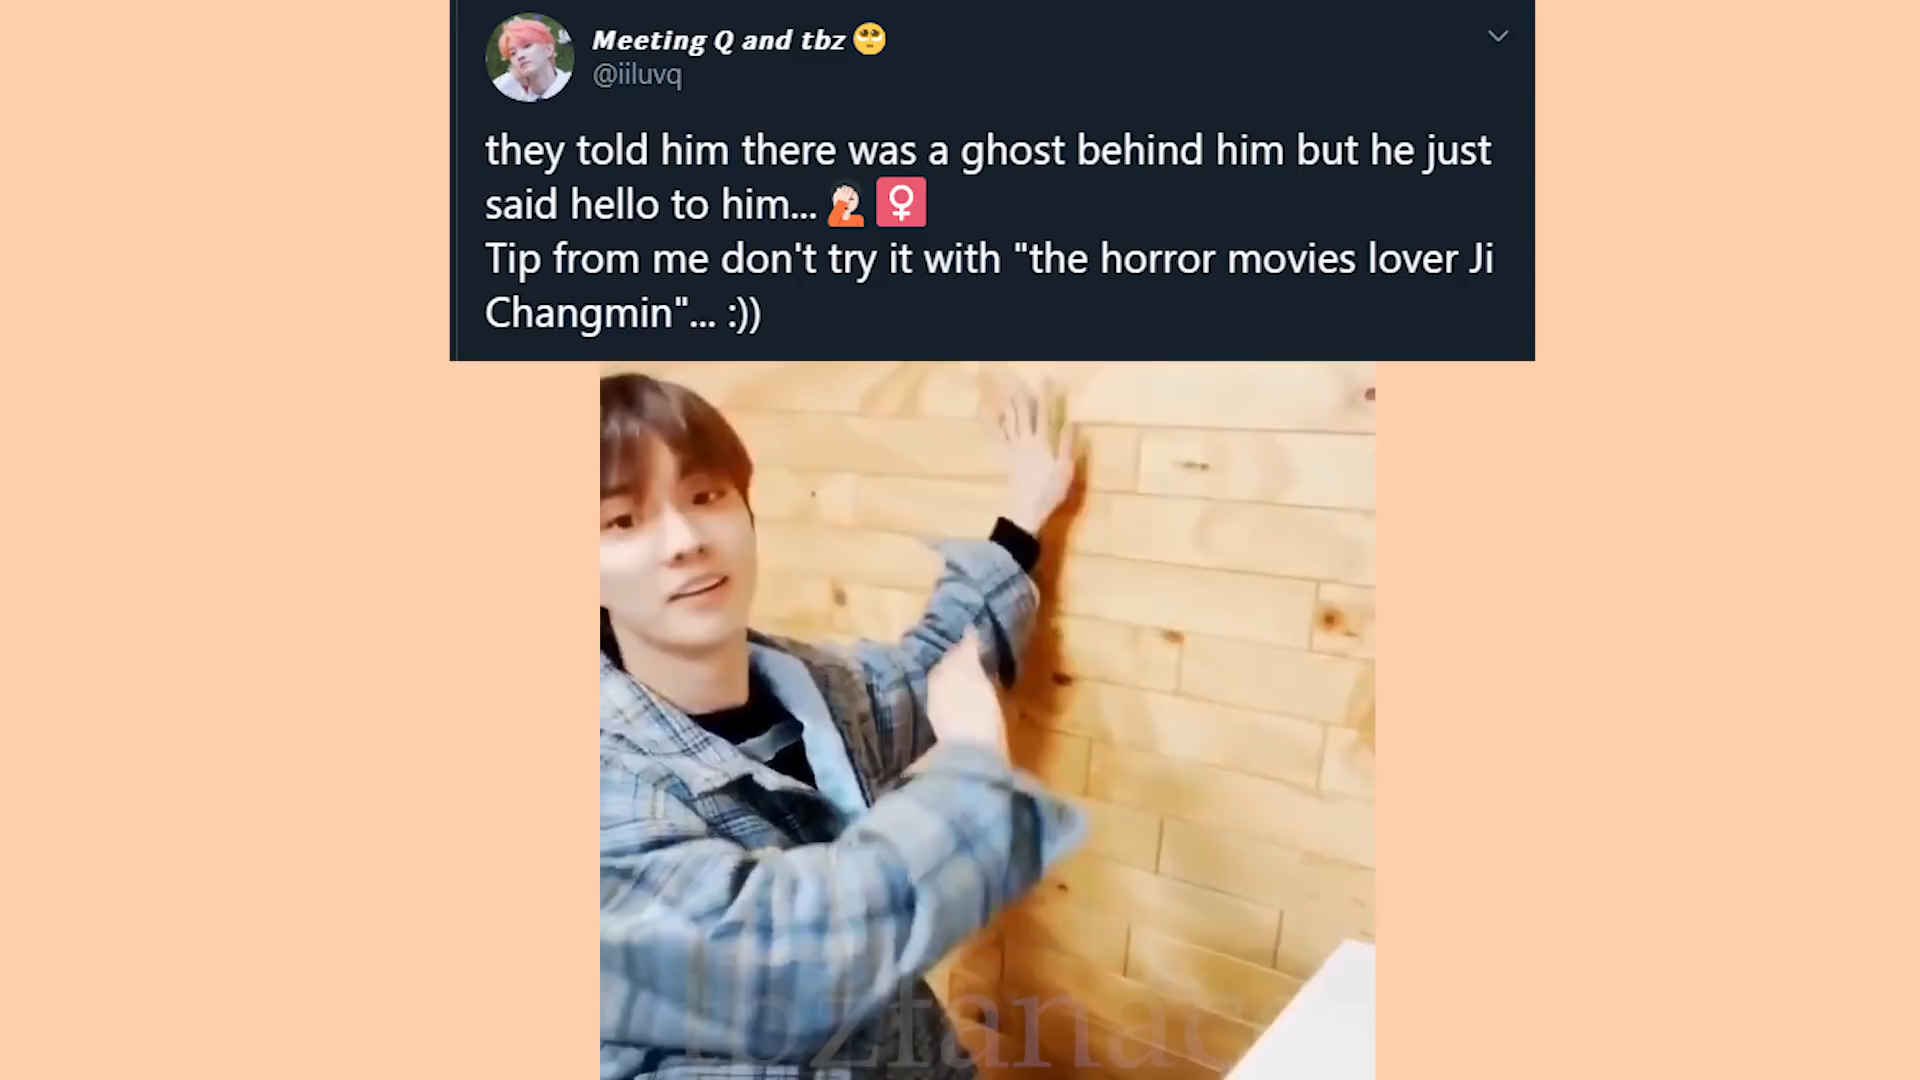 Meeting Q and tbz 🥺
@iiluvq
they told him there was a ghost behind him but he just
said hello to him... 🤦🏻♀
Tip from me don't try it with "the horror movies lover Ji
Changmin"... :))
tbzfanact